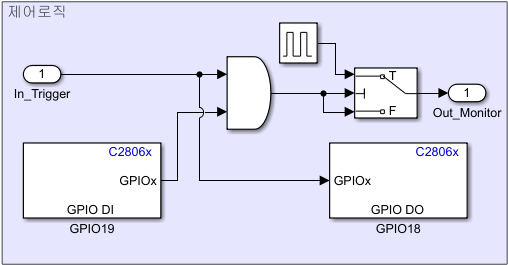 제어로직
1
In_Trigger
T
F
1
Out_Monitor
C2806x
GPIOx
GPIO DI
GPIO19
C2806x
GPIOx
GPIO DO
GPIO18